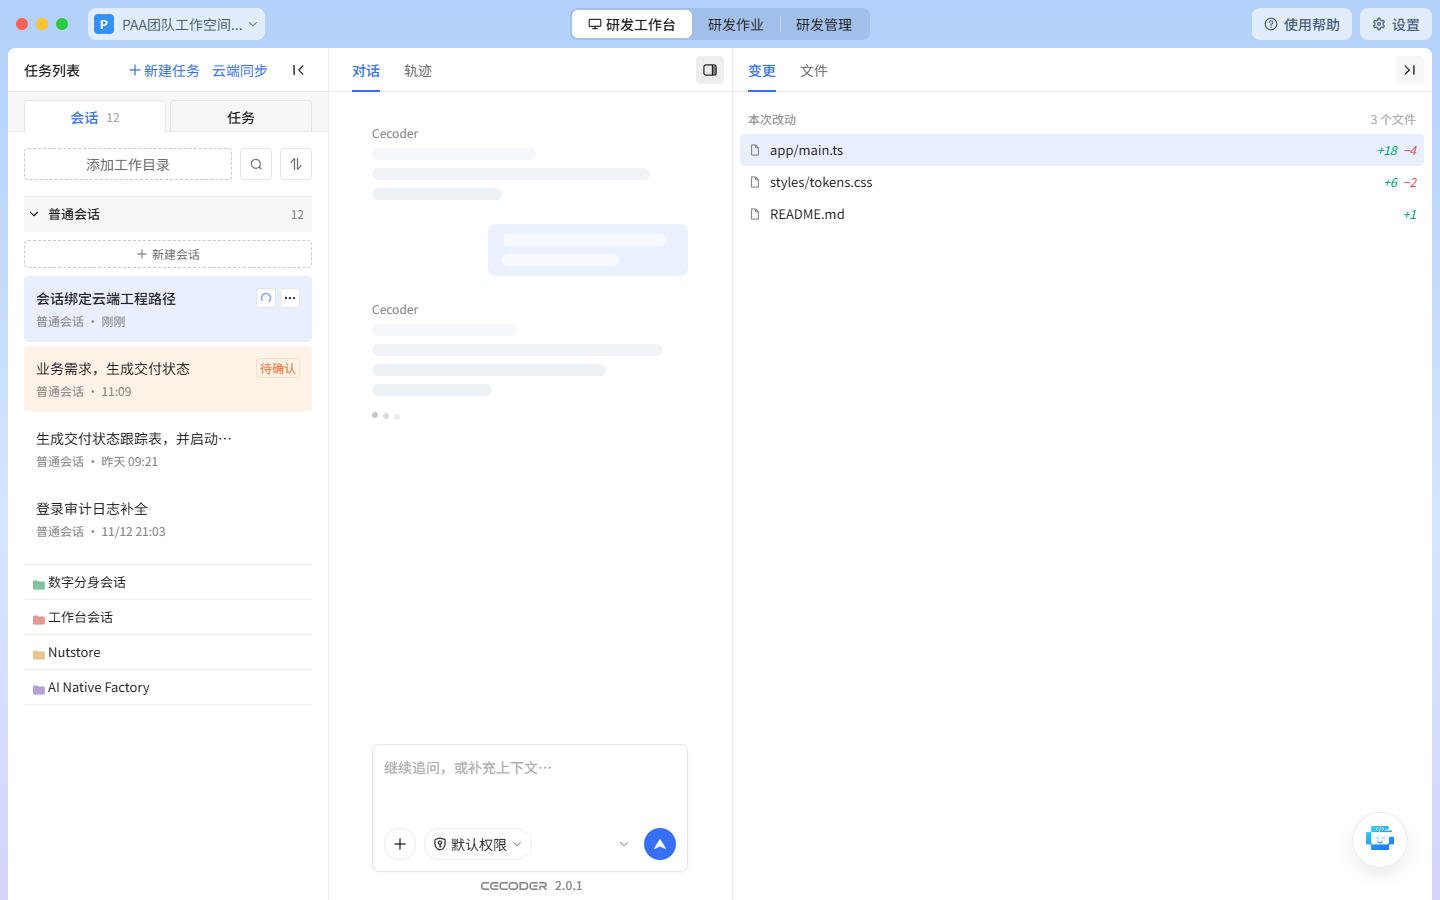 P PAA团队工作空间...
研发工作台 研发作业 研发管理
使用帮助 设置
任务列表 新建任务 云端同步
会话 12 任务
添加工作目录
普通会话 12
新建会话
会话绑定云端工程路径
普通会话 · 刚刚
业务需求，生成交付状态 待确认
普通会话 · 11:09
生成交付状态跟踪表，并启动…
普通会话 · 昨天 09:21
登录审计日志补全
普通会话 · 11/12 21:03
数字分身会话
工作台会话
Nutstore
AI Native Factory
对话 轨迹
Cecoder
Cecoder
继续追问，或补充上下文…
默认权限
CECODER 2.0.1
变更 文件
本次改动 3 个文件
app/main.ts +18 −4
styles/tokens.css +6 −2
README.md +1